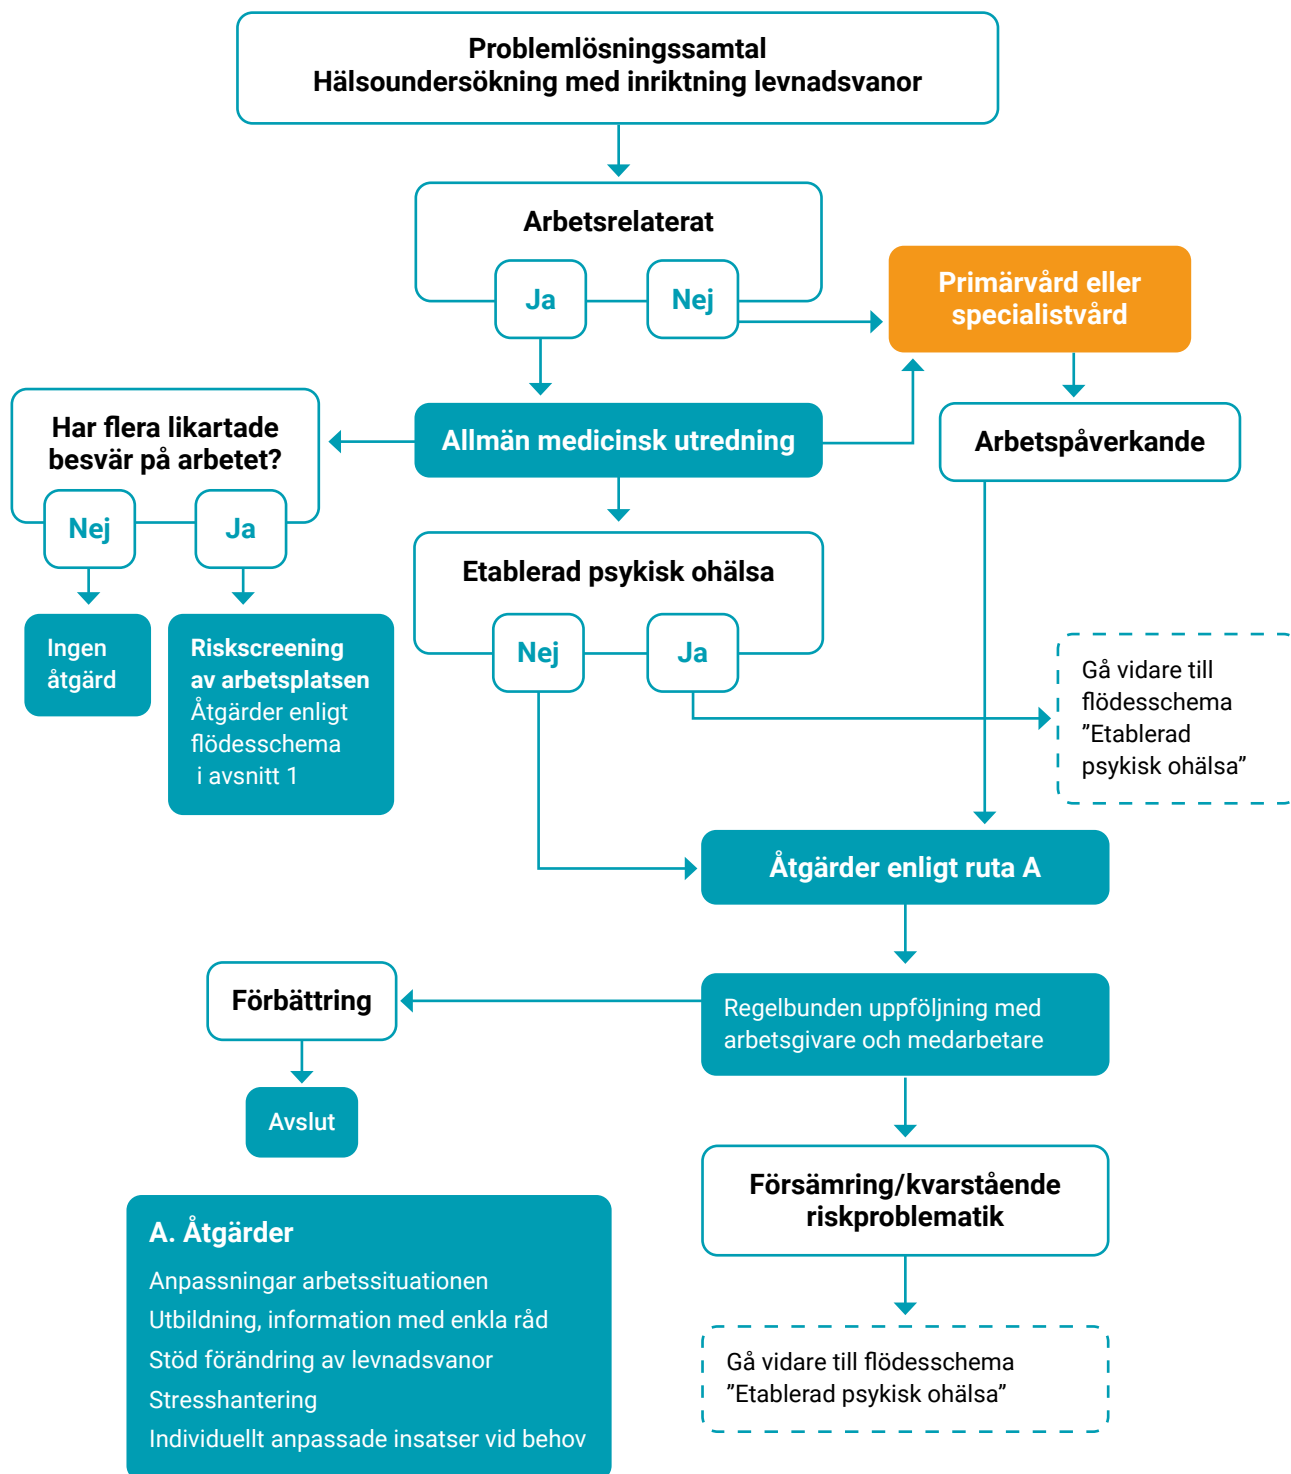 Problemlösningssamtal
Hälsoundersökning med inriktning levnadsvanor
Arbetsrelaterat
Ja
Nej
Primärvård eller
specialistvård
Har flera likartade
besvär på arbetet?
Nej
Ja
Allmän medicinsk utredning
Arbetspåverkande
Etablerad psykisk ohälsa
Nej
Ja
Ingen
åtgärd
Riskscreening
av arbetsplatsen
Åtgärder enligt
flödesschema
i avsnitt 1
Gå vidare till
flödesschema
”Etablerad
psykisk ohälsa”
Åtgärder enligt ruta A
Förbättring
Regelbunden uppföljning med
arbetsgivare och medarbetare
Avslut
Försämring/kvarstående
riskproblematik
A. Åtgärder
Anpassningar arbetssituationen
Utbildning, information med enkla råd
Stöd förändring av levnadsvanor
Stresshantering
Individuellt anpassade insatser vid behov
Gå vidare till flödesschema
”Etablerad psykisk ohälsa”